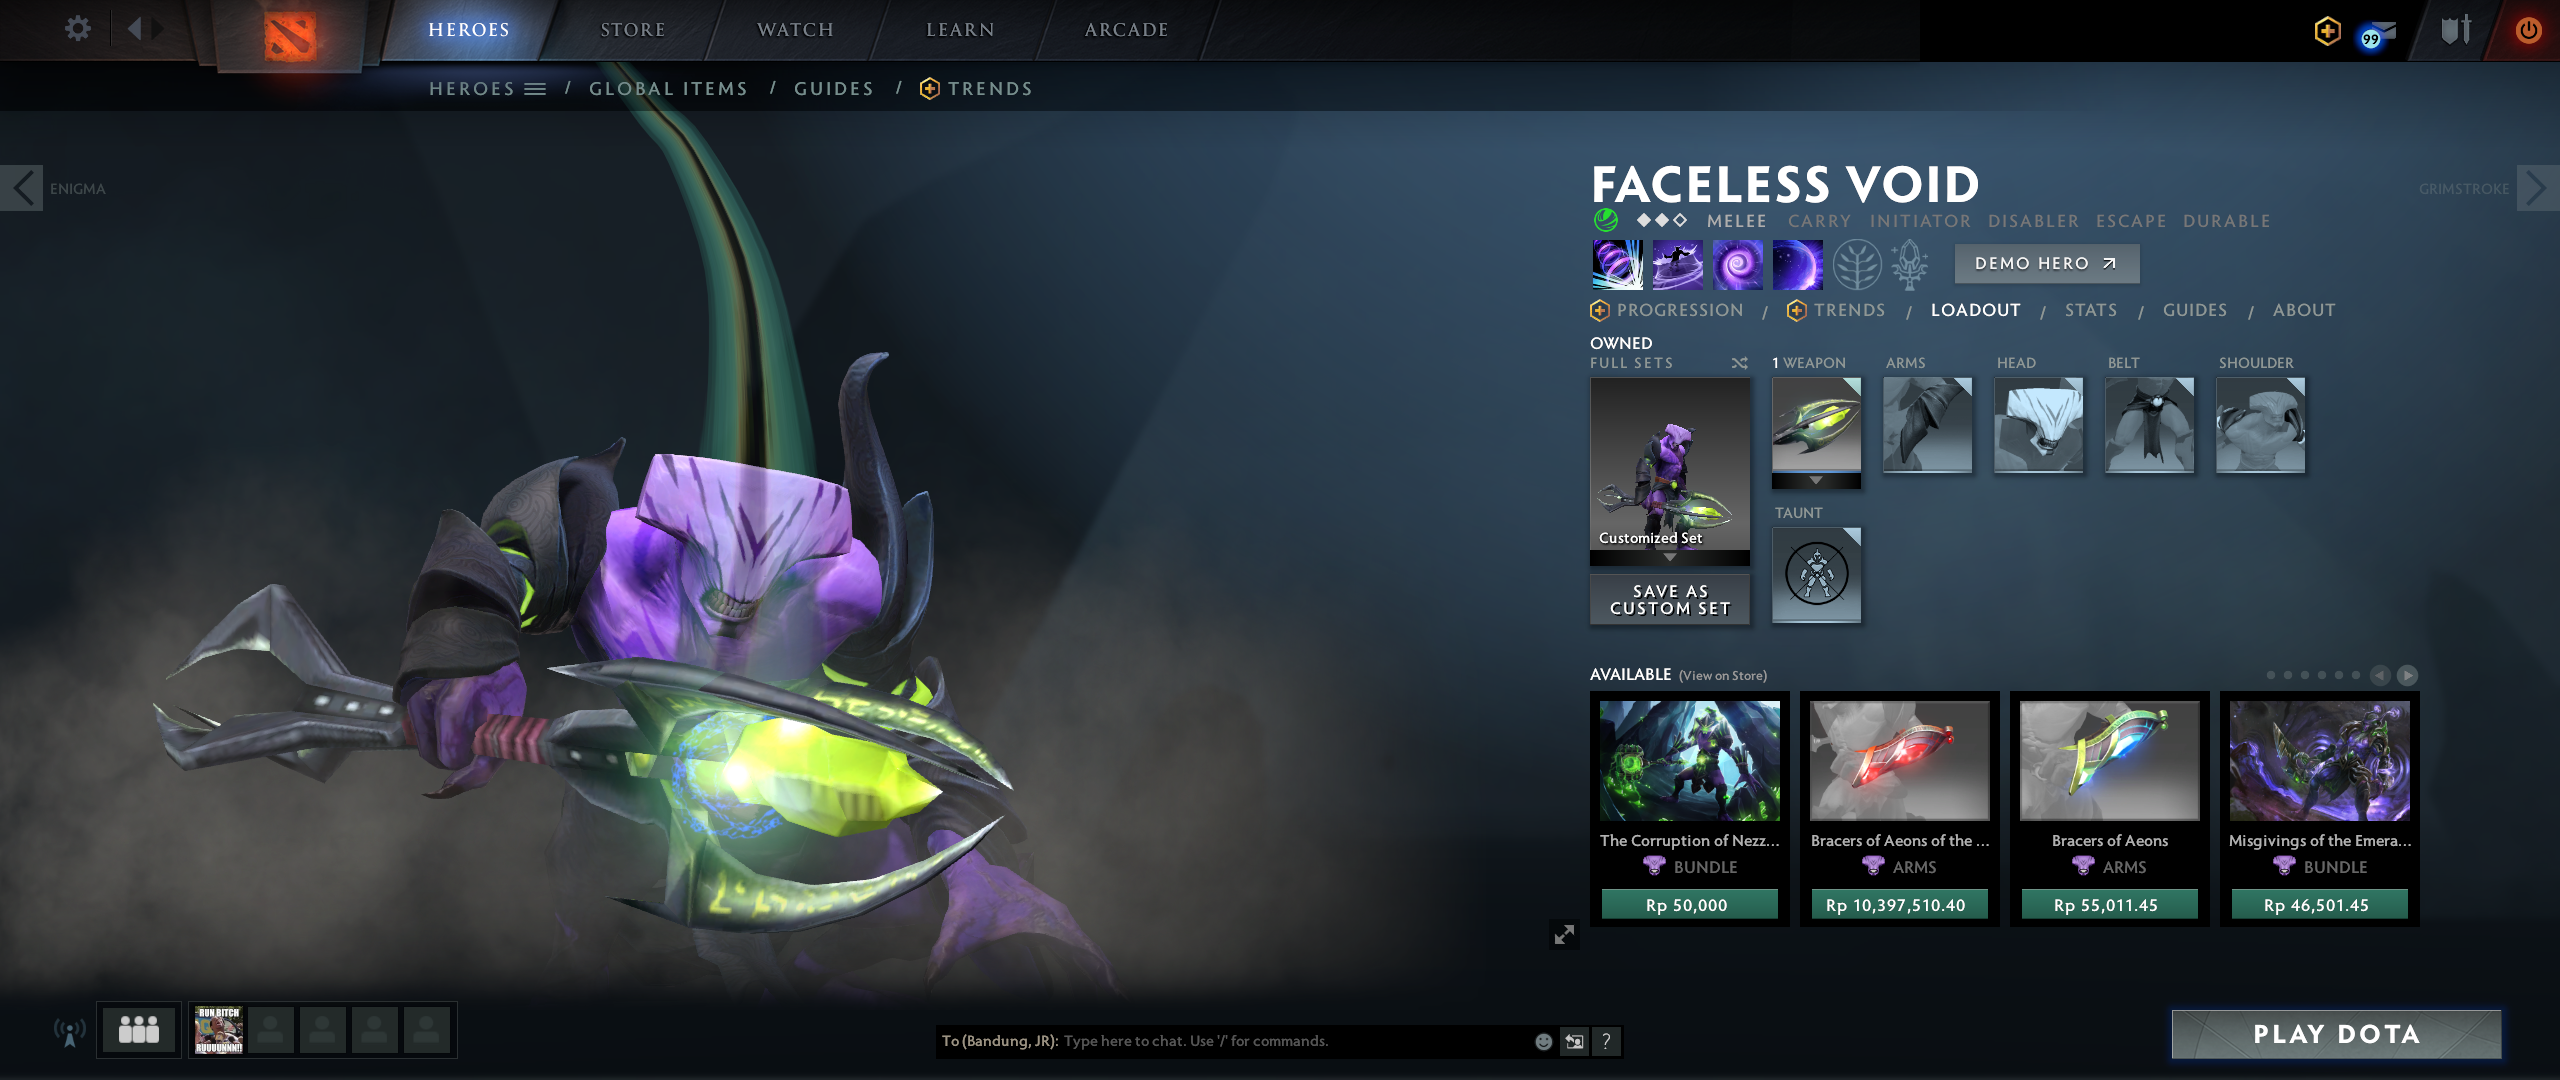 HEROES
STORE
WATCH
LEARN
ARCADE
99
HEROES / GLOBAL ITEMS / GUIDES / TRENDS
ENIGMA
GRIMSTROKE
FACELESS VOID
MELEE CARRY INITIATOR DISABLER ESCAPE DURABLE
DEMO HERO
PROGRESSION / TRENDS / LOADOUT / STATS / GUIDES / ABOUT
OWNED
FULL SETS
1 WEAPON
ARMS
HEAD
BELT
SHOULDER
Customized Set
SAVE AS
CUSTOM SET
TAUNT
AVAILABLE (View on Store)
The Corruption of Nezz...
BUNDLE
Rp 50,000
Bracers of Aeons of the ...
ARMS
Rp 10,397,510.40
Bracers of Aeons
ARMS
Rp 55,011.45
Misgivings of the Emera...
BUNDLE
Rp 46,501.45
RUN BITCH
RUUUUNNN!!
To (Bandung, JR): Type here to chat. Use '/' for commands.
?
PLAY DOTA